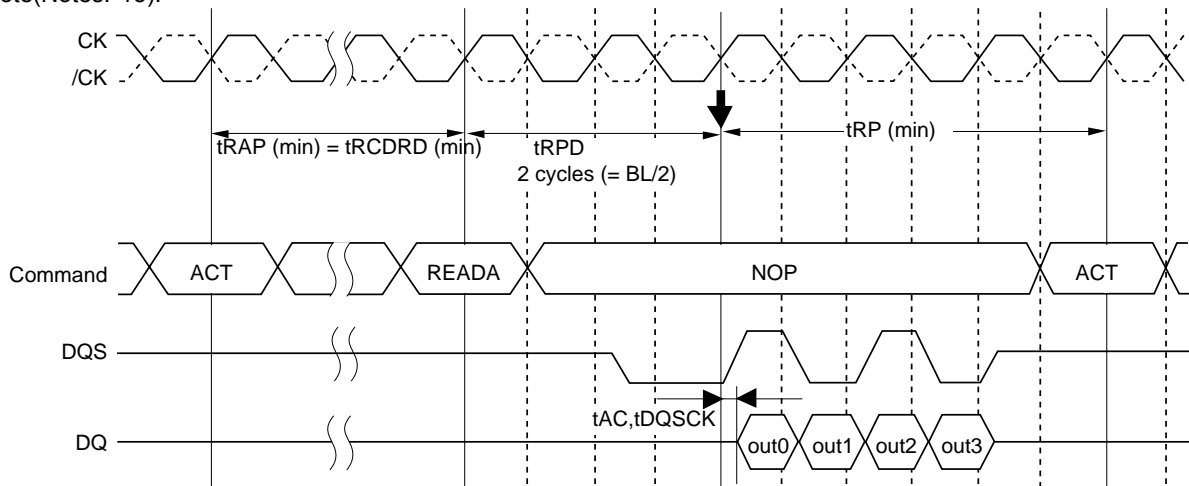 CK
/CK
tRAP (min) = tRCDRD (min)
tRPD
2 cycles (= BL/2)
tRP (min)
Command
ACT
READA
NOP
ACT
DQS
tAC,tDQSCK
DQ
out0
out1
out2
out3